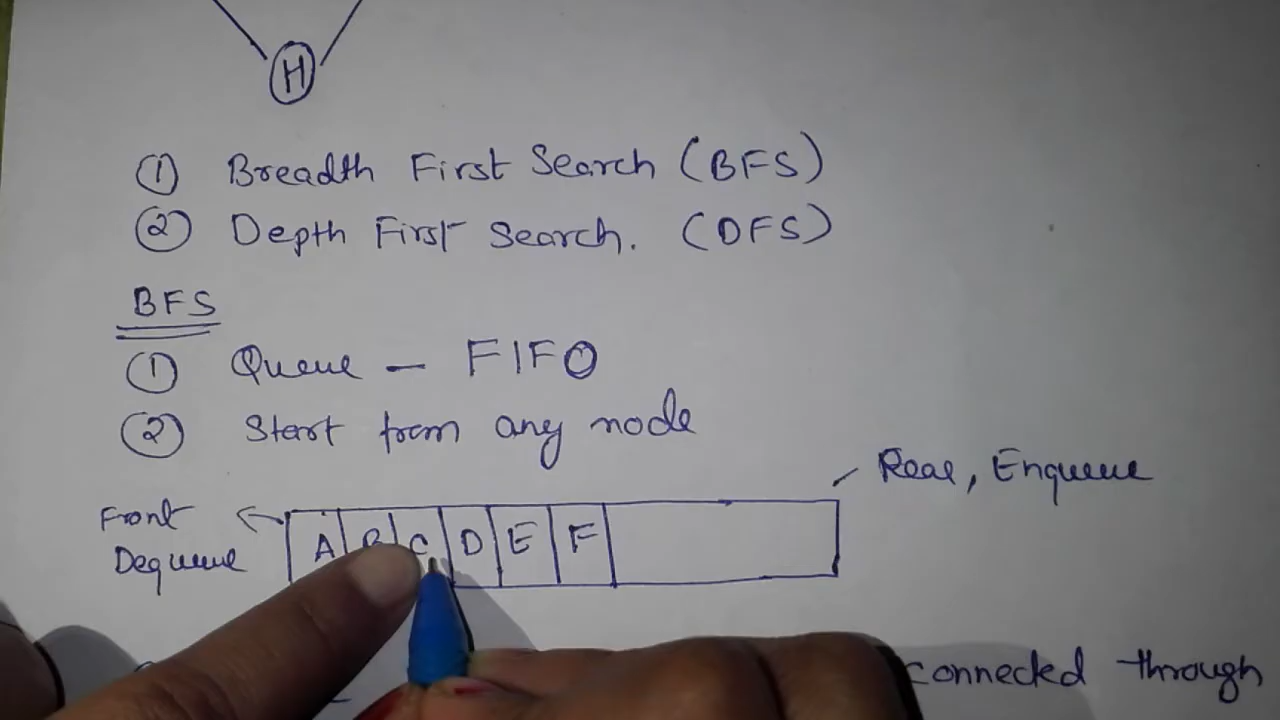 H
① Breadth First Search (BFS)
② Depth First Search. (DFS)
BFS
① Queue - FIFO
② Start from any node
Rear, Enqueue
Front
Dequeue
A B C D E F
connected through